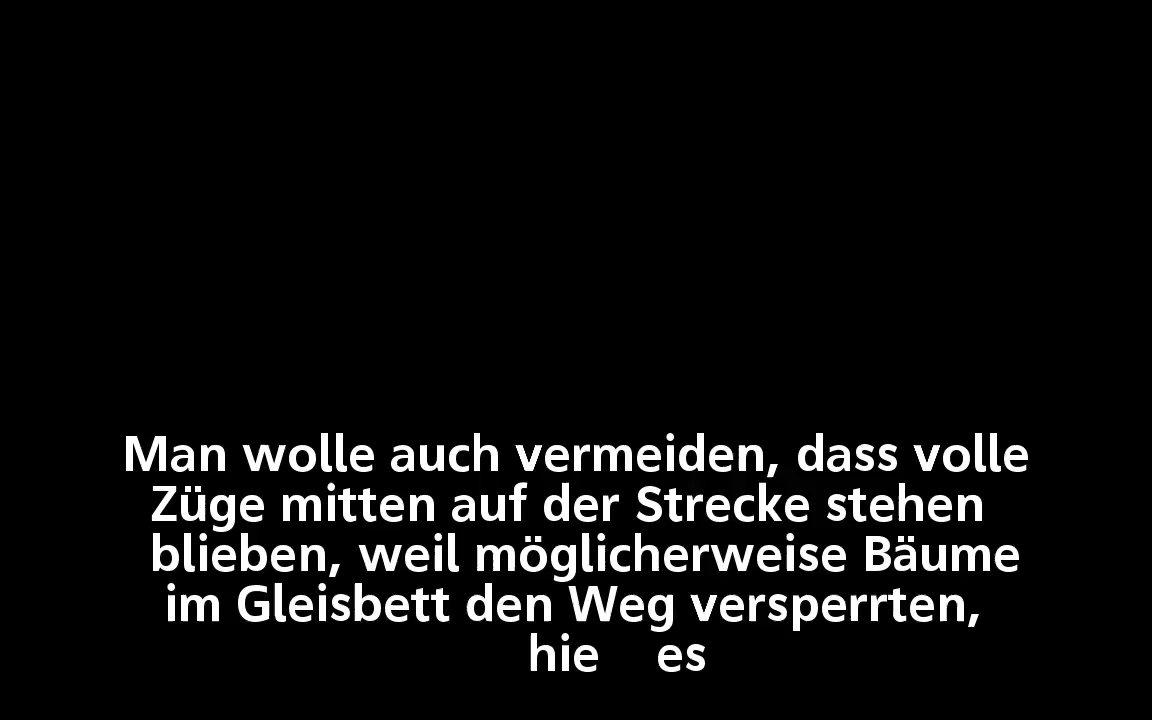 Man wolle auch vermeiden, dass volle
Züge mitten auf der Strecke stehen
blieben, weil möglicherweise Bäume
im Gleisbett den Weg versperrten,
hie es